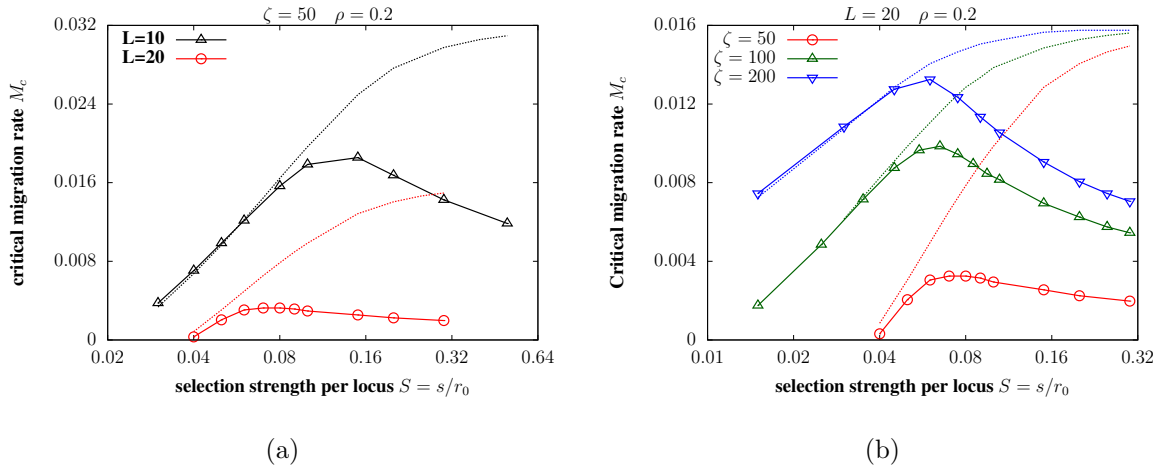 ζ = 50 ρ = 0.2
L=10
L=20
0.032
0.024
0.016
0.008
0
critical migration rate M_c
0.02 0.04 0.08 0.16 0.32 0.64
selection strength per locus S = s/r_0
(a)
L = 20 ρ = 0.2
ζ = 50
ζ = 100
ζ = 200
0.016
0.012
0.008
0.004
0
Critical migration rate M_c
0.01 0.02 0.04 0.08 0.16 0.32
selection strength per locus S = s/r_0
(b)